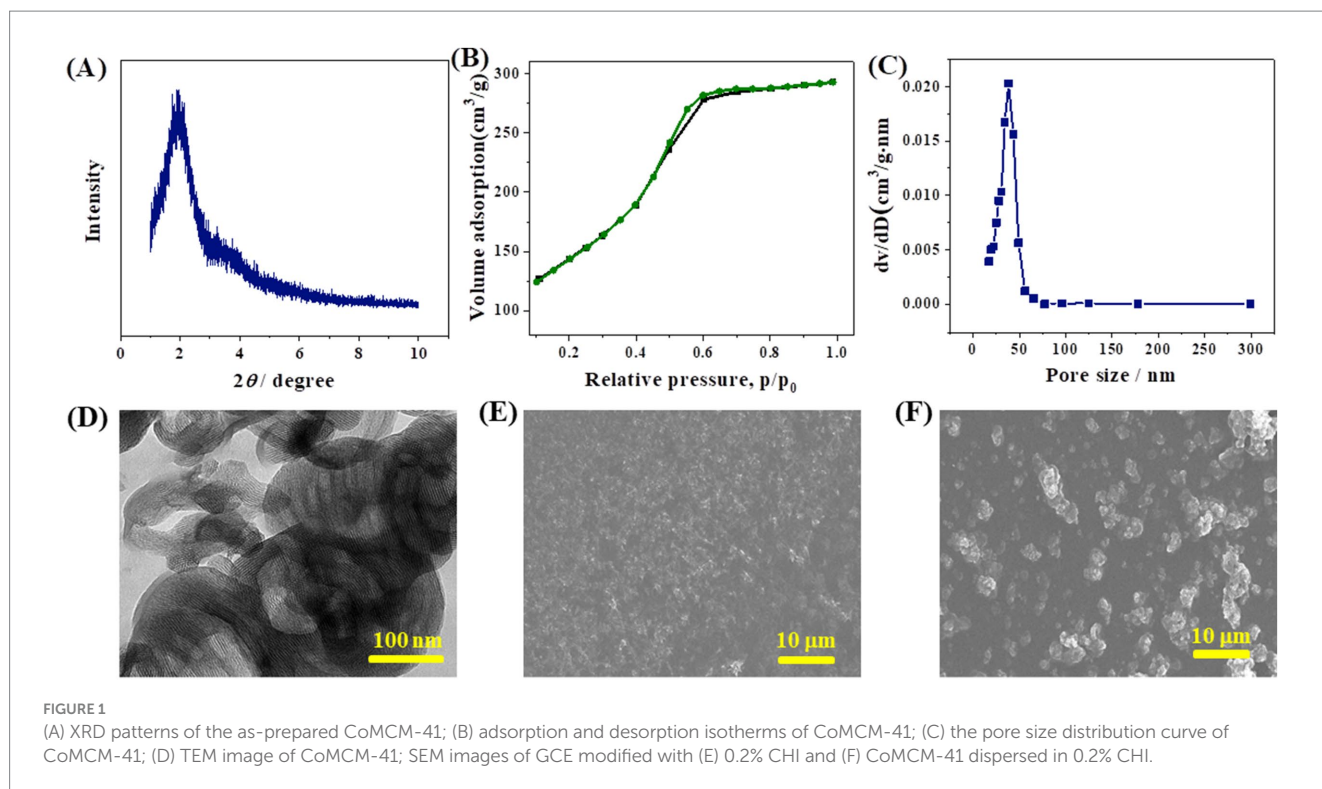 (A)
Intensity
0 2 4 6 8 10
2θ / degree
(B)
Volume adsorption(cm³/g)
300
250
200
150
100
0.2 0.4 0.6 0.8 1.0
Relative pressure, p/p₀
(C)
dv/dD(cm³/g·nm
0.020
0.015
0.010
0.005
0.000
0 50 100 150 200 250 300
Pore size / nm
(D)
100 nm
(E)
10 µm
(F)
10 µm
FIGURE 1
(A) XRD patterns of the as-prepared CoMCM-41; (B) adsorption and desorption isotherms of CoMCM-41; (C) the pore size distribution curve of
CoMCM-41; (D) TEM image of CoMCM-41; SEM images of GCE modified with (E) 0.2% CHI and (F) CoMCM-41 dispersed in 0.2% CHI.